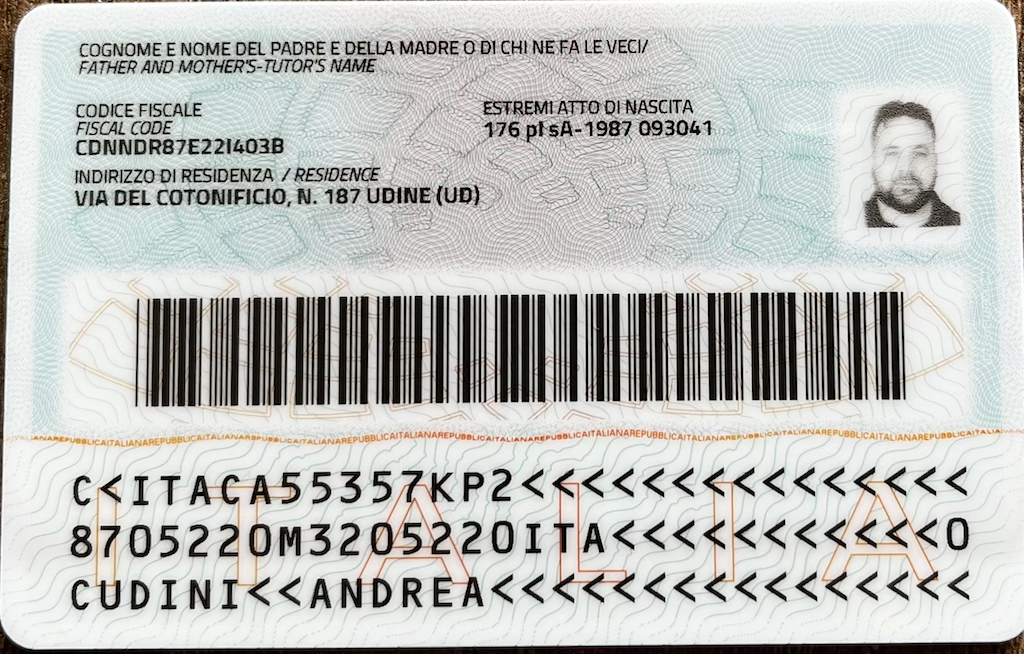 COGNOME E NOME DEL PADRE E DELLA MADRE O DI CHI NE FA LE VECI/
FATHER AND MOTHER'S-TUTOR'S NAME
CODICE FISCALE
FISCAL CODE
CDNNDR87E22I403B
ESTREMI ATTO DI NASCITA
176 pI sA-1987 093041
INDIRIZZO DI RESIDENZA / RESIDENCE
VIA DEL COTONIFICIO, N. 187 UDINE (UD)
ITALIANAREPUBBLICAITALIANAREPUBBLICAITALIANAREPUBBLICAITALIANAREPUBBLICAITALIANAREPUBBLICAITALIANAREPUBBLICAITALIANA
C<ITACA55357KP2<<<<<<<<<<<<<<<
8705220M3205220ITA<<<<<<<<<<<0
CUDINI<<ANDREA<<<<<<<<<<<<<<<<
ITALIA